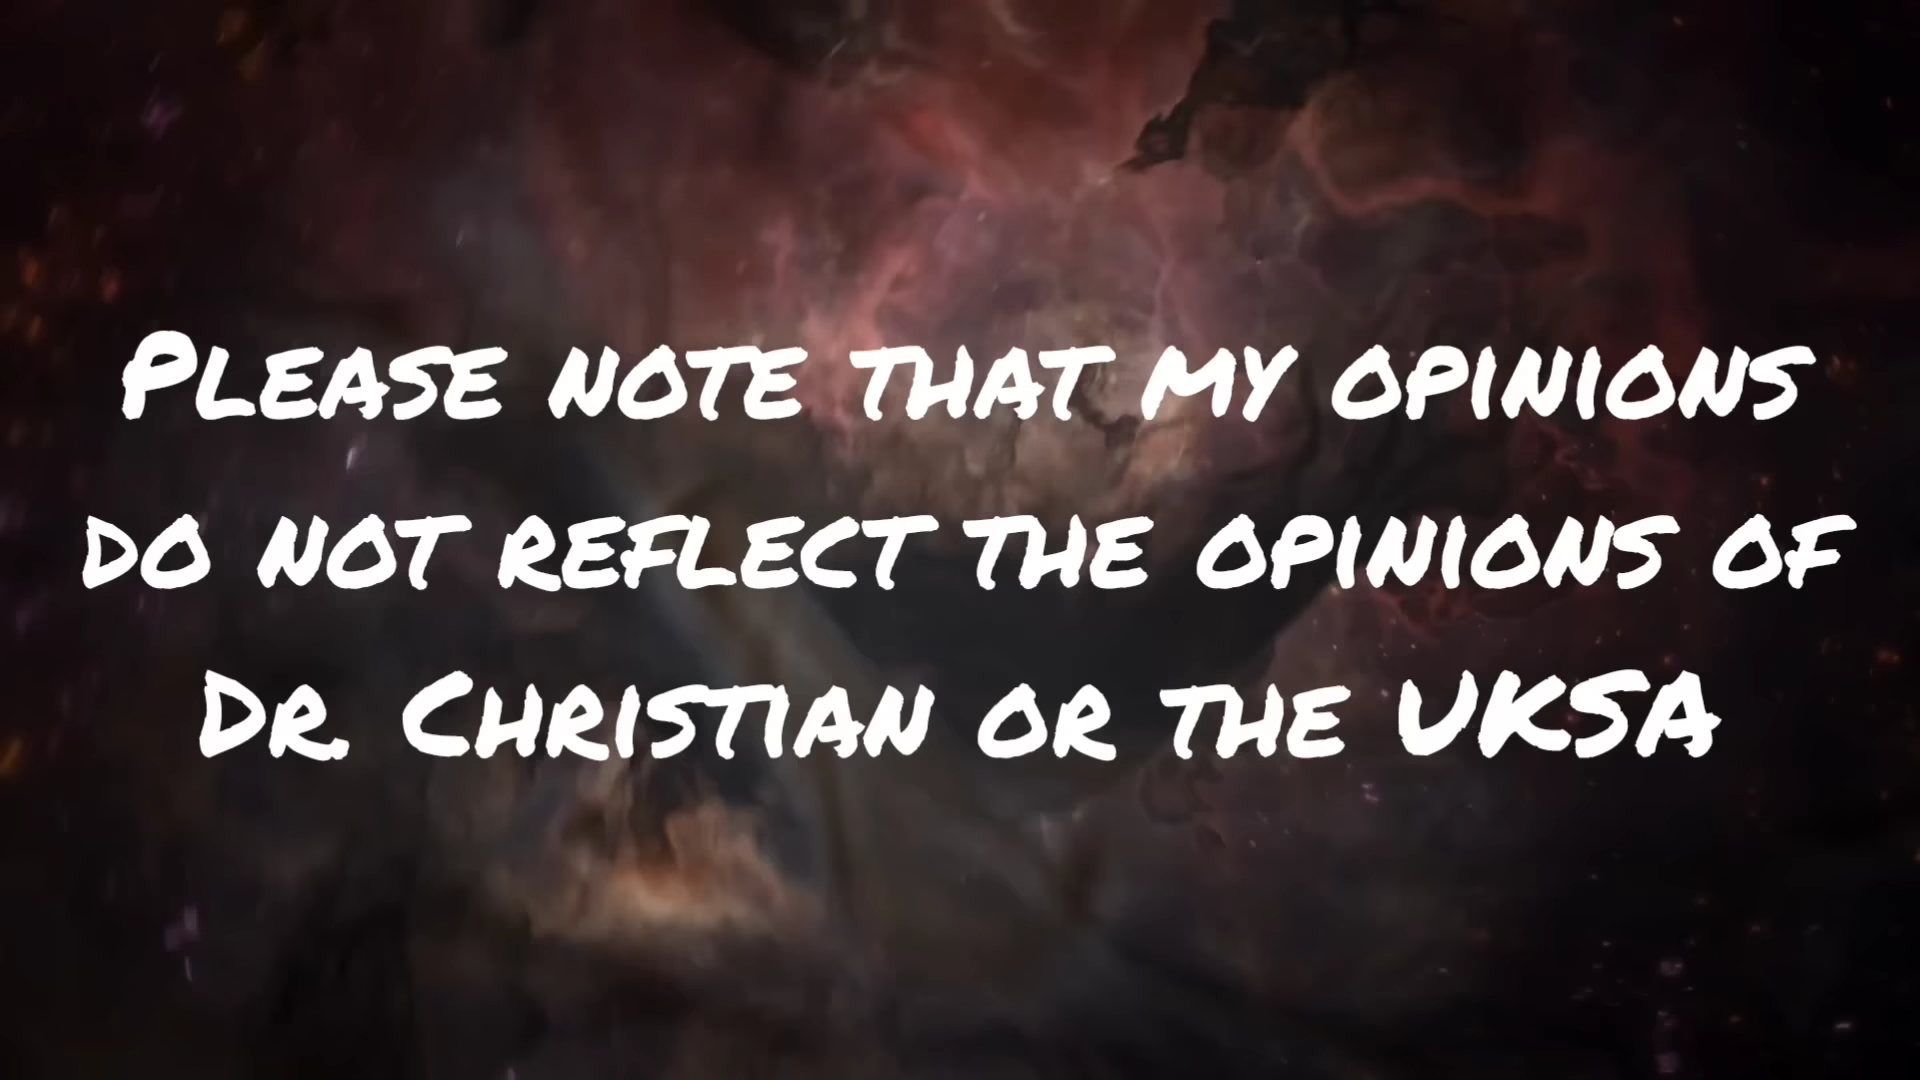 Please note that my opinions
do not reflect the opinions of
Dr. Christian or the UKSA